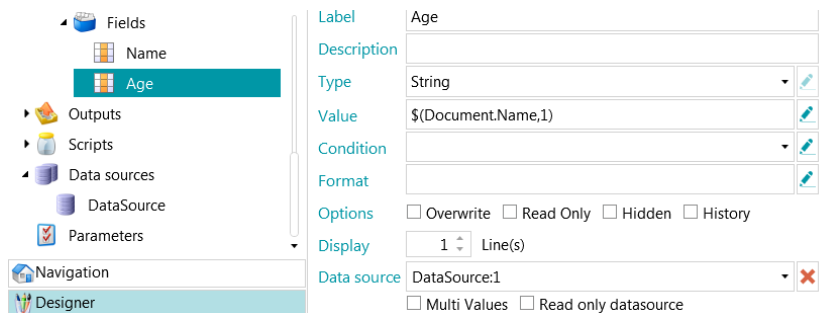 Fields
Name
Age
Outputs
Scripts
Data sources
DataSource
Parameters
Navigation
Designer
Label Age
Description
Type String
Value $(Document.Name,1)
Condition
Format
Options Overwrite Read Only Hidden History
Display 1 Line(s)
Data source DataSource:1
Multi Values Read only datasource